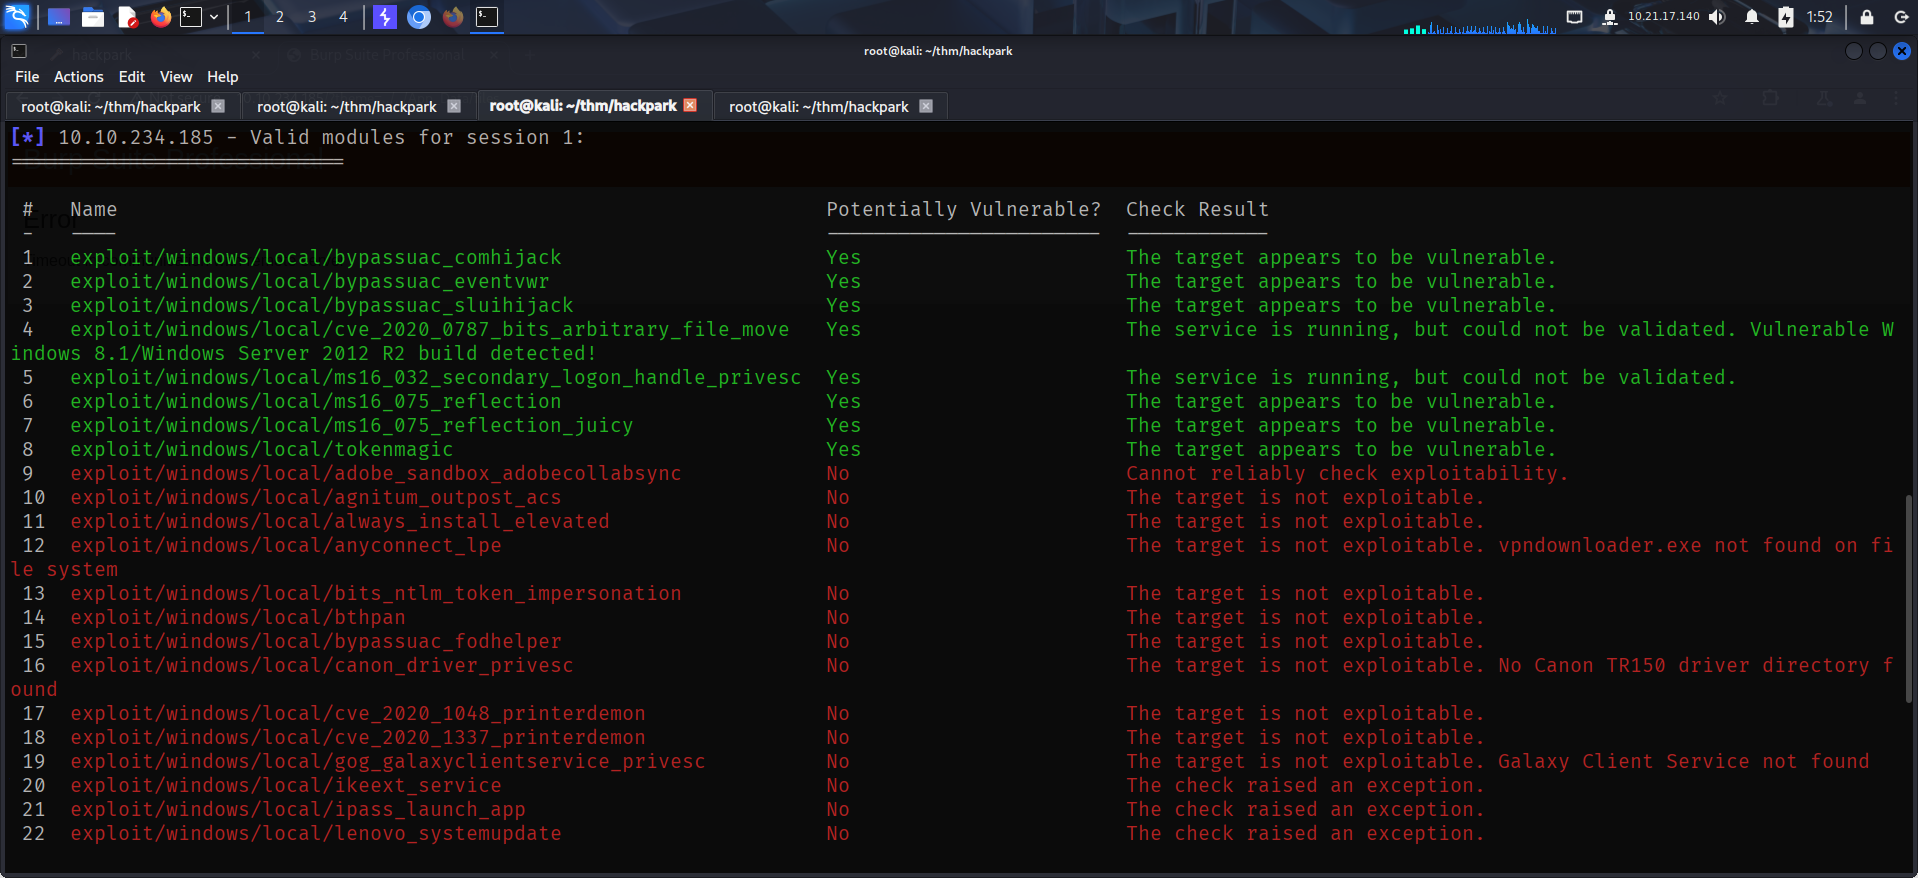 1 2 3 4 10.21.17.140 1:52
hackpark Burp Suite Professional
root@kali: ~/thm/hackpark
File Actions Edit View Help
root@kali: ~/thm/hackpark root@kali: ~/thm/hackpark root@kali: ~/thm/hackpark root@kali: ~/thm/hackpark
[*] 10.10.234.185 - Valid modules for session 1:
============================
Burp Suite Professional
# Name Potentially Vulnerable? Check Result
Error
- ---- ----------------------- ------------
1 exploit/windows/local/bypassuac_comhijack Yes The target appears to be vulnerable.
2 exploit/windows/local/bypassuac_eventvwr Yes The target appears to be vulnerable.
3 exploit/windows/local/bypassuac_sluihijack Yes The target appears to be vulnerable.
4 exploit/windows/local/cve_2020_0787_bits_arbitrary_file_move Yes The service is running, but could not be validated. Vulnerable W
indows 8.1/Windows Server 2012 R2 build detected!
5 exploit/windows/local/ms16_032_secondary_logon_handle_privesc Yes The service is running, but could not be validated.
6 exploit/windows/local/ms16_075_reflection Yes The target appears to be vulnerable.
7 exploit/windows/local/ms16_075_reflection_juicy Yes The target appears to be vulnerable.
8 exploit/windows/local/tokenmagic Yes The target appears to be vulnerable.
9 exploit/windows/local/adobe_sandbox_adobecollabsync No Cannot reliably check exploitability.
10 exploit/windows/local/agnitum_outpost_acs No The target is not exploitable.
11 exploit/windows/local/always_install_elevated No The target is not exploitable.
12 exploit/windows/local/anyconnect_lpe No The target is not exploitable. vpndownloader.exe not found on fi
le system
13 exploit/windows/local/bits_ntlm_token_impersonation No The target is not exploitable.
14 exploit/windows/local/bthpan No The target is not exploitable.
15 exploit/windows/local/bypassuac_fodhelper No The target is not exploitable.
16 exploit/windows/local/canon_driver_privesc No The target is not exploitable. No Canon TR150 driver directory f
ound
17 exploit/windows/local/cve_2020_1048_printerdemon No The target is not exploitable.
18 exploit/windows/local/cve_2020_1337_printerdemon No The target is not exploitable.
19 exploit/windows/local/gog_galaxyclientservice_privesc No The target is not exploitable. Galaxy Client Service not found
20 exploit/windows/local/ikeext_service No The check raised an exception.
21 exploit/windows/local/ipass_launch_app No The check raised an exception.
22 exploit/windows/local/lenovo_systemupdate No The check raised an exception.